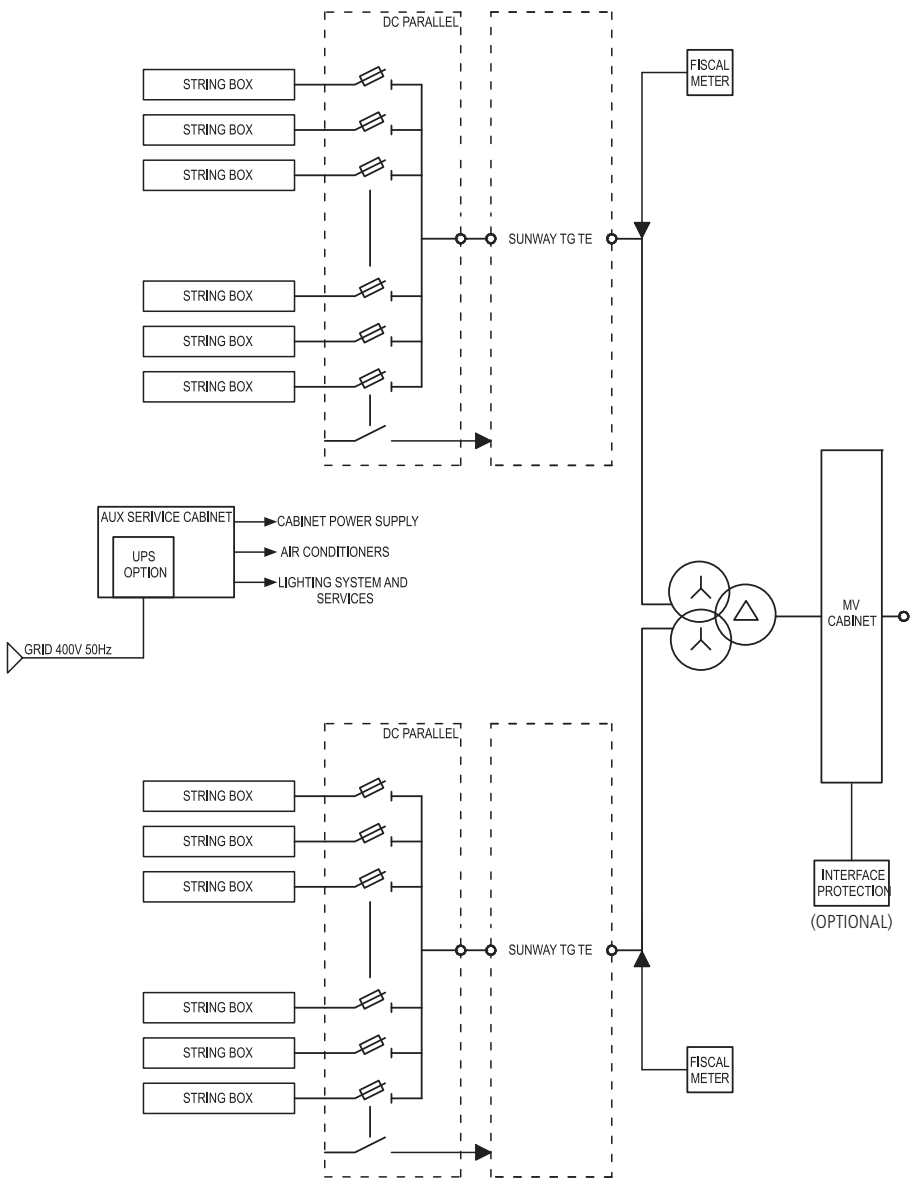 DC PARALLEL
FISCAL
METER
STRING BOX
STRING BOX
STRING BOX
SUNWAY TG TE
STRING BOX
STRING BOX
STRING BOX
AUX SERIVICE CABINET
UPS
OPTION
CABINET POWER SUPPLY
AIR CONDITIONERS
LIGHTING SYSTEM AND
SERVICES
GRID 400V 50Hz
MV
CABINET
DC PARALLEL
STRING BOX
STRING BOX
STRING BOX
INTERFACE
PROTECTION
(OPTIONAL)
SUNWAY TG TE
STRING BOX
STRING BOX
STRING BOX
FISCAL
METER